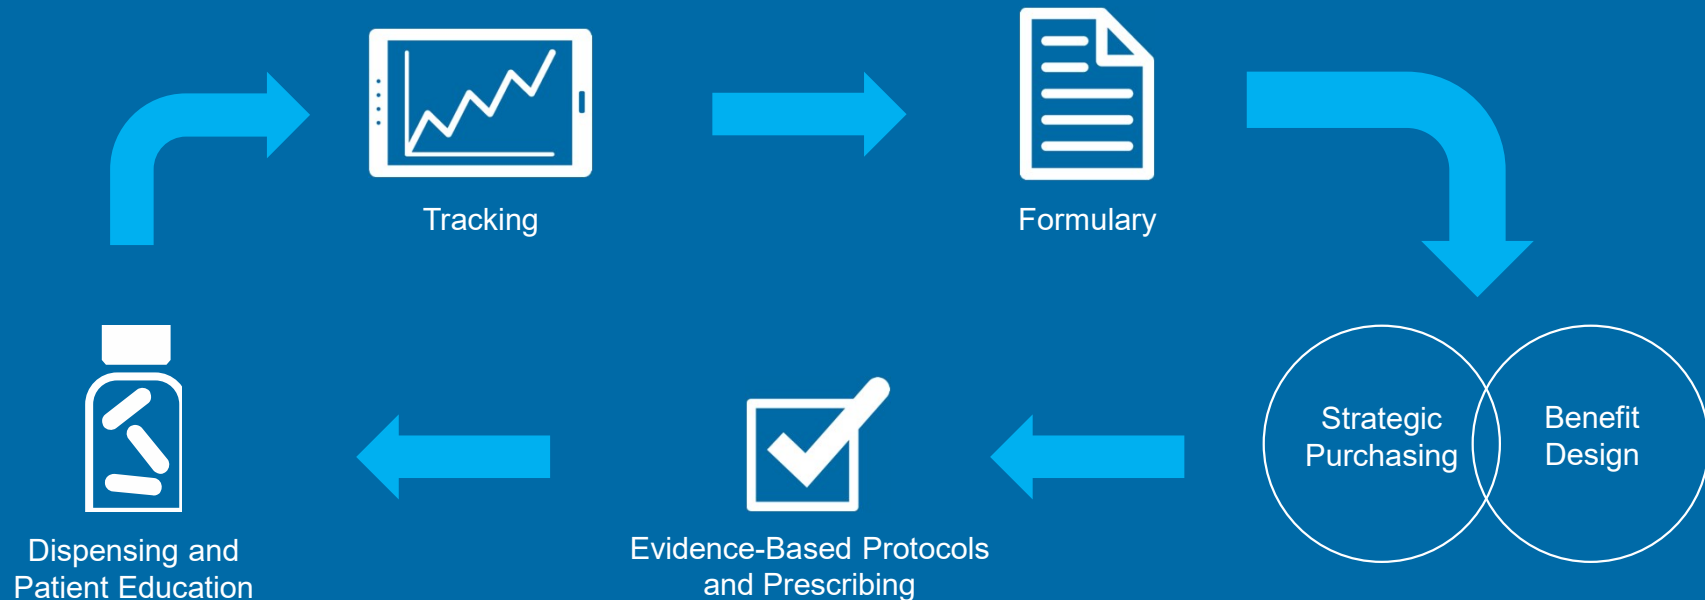 Tracking
Formulary
Strategic
Purchasing
Benefit
Design
Evidence-Based Protocols
and Prescribing
Dispensing and
Patient Education